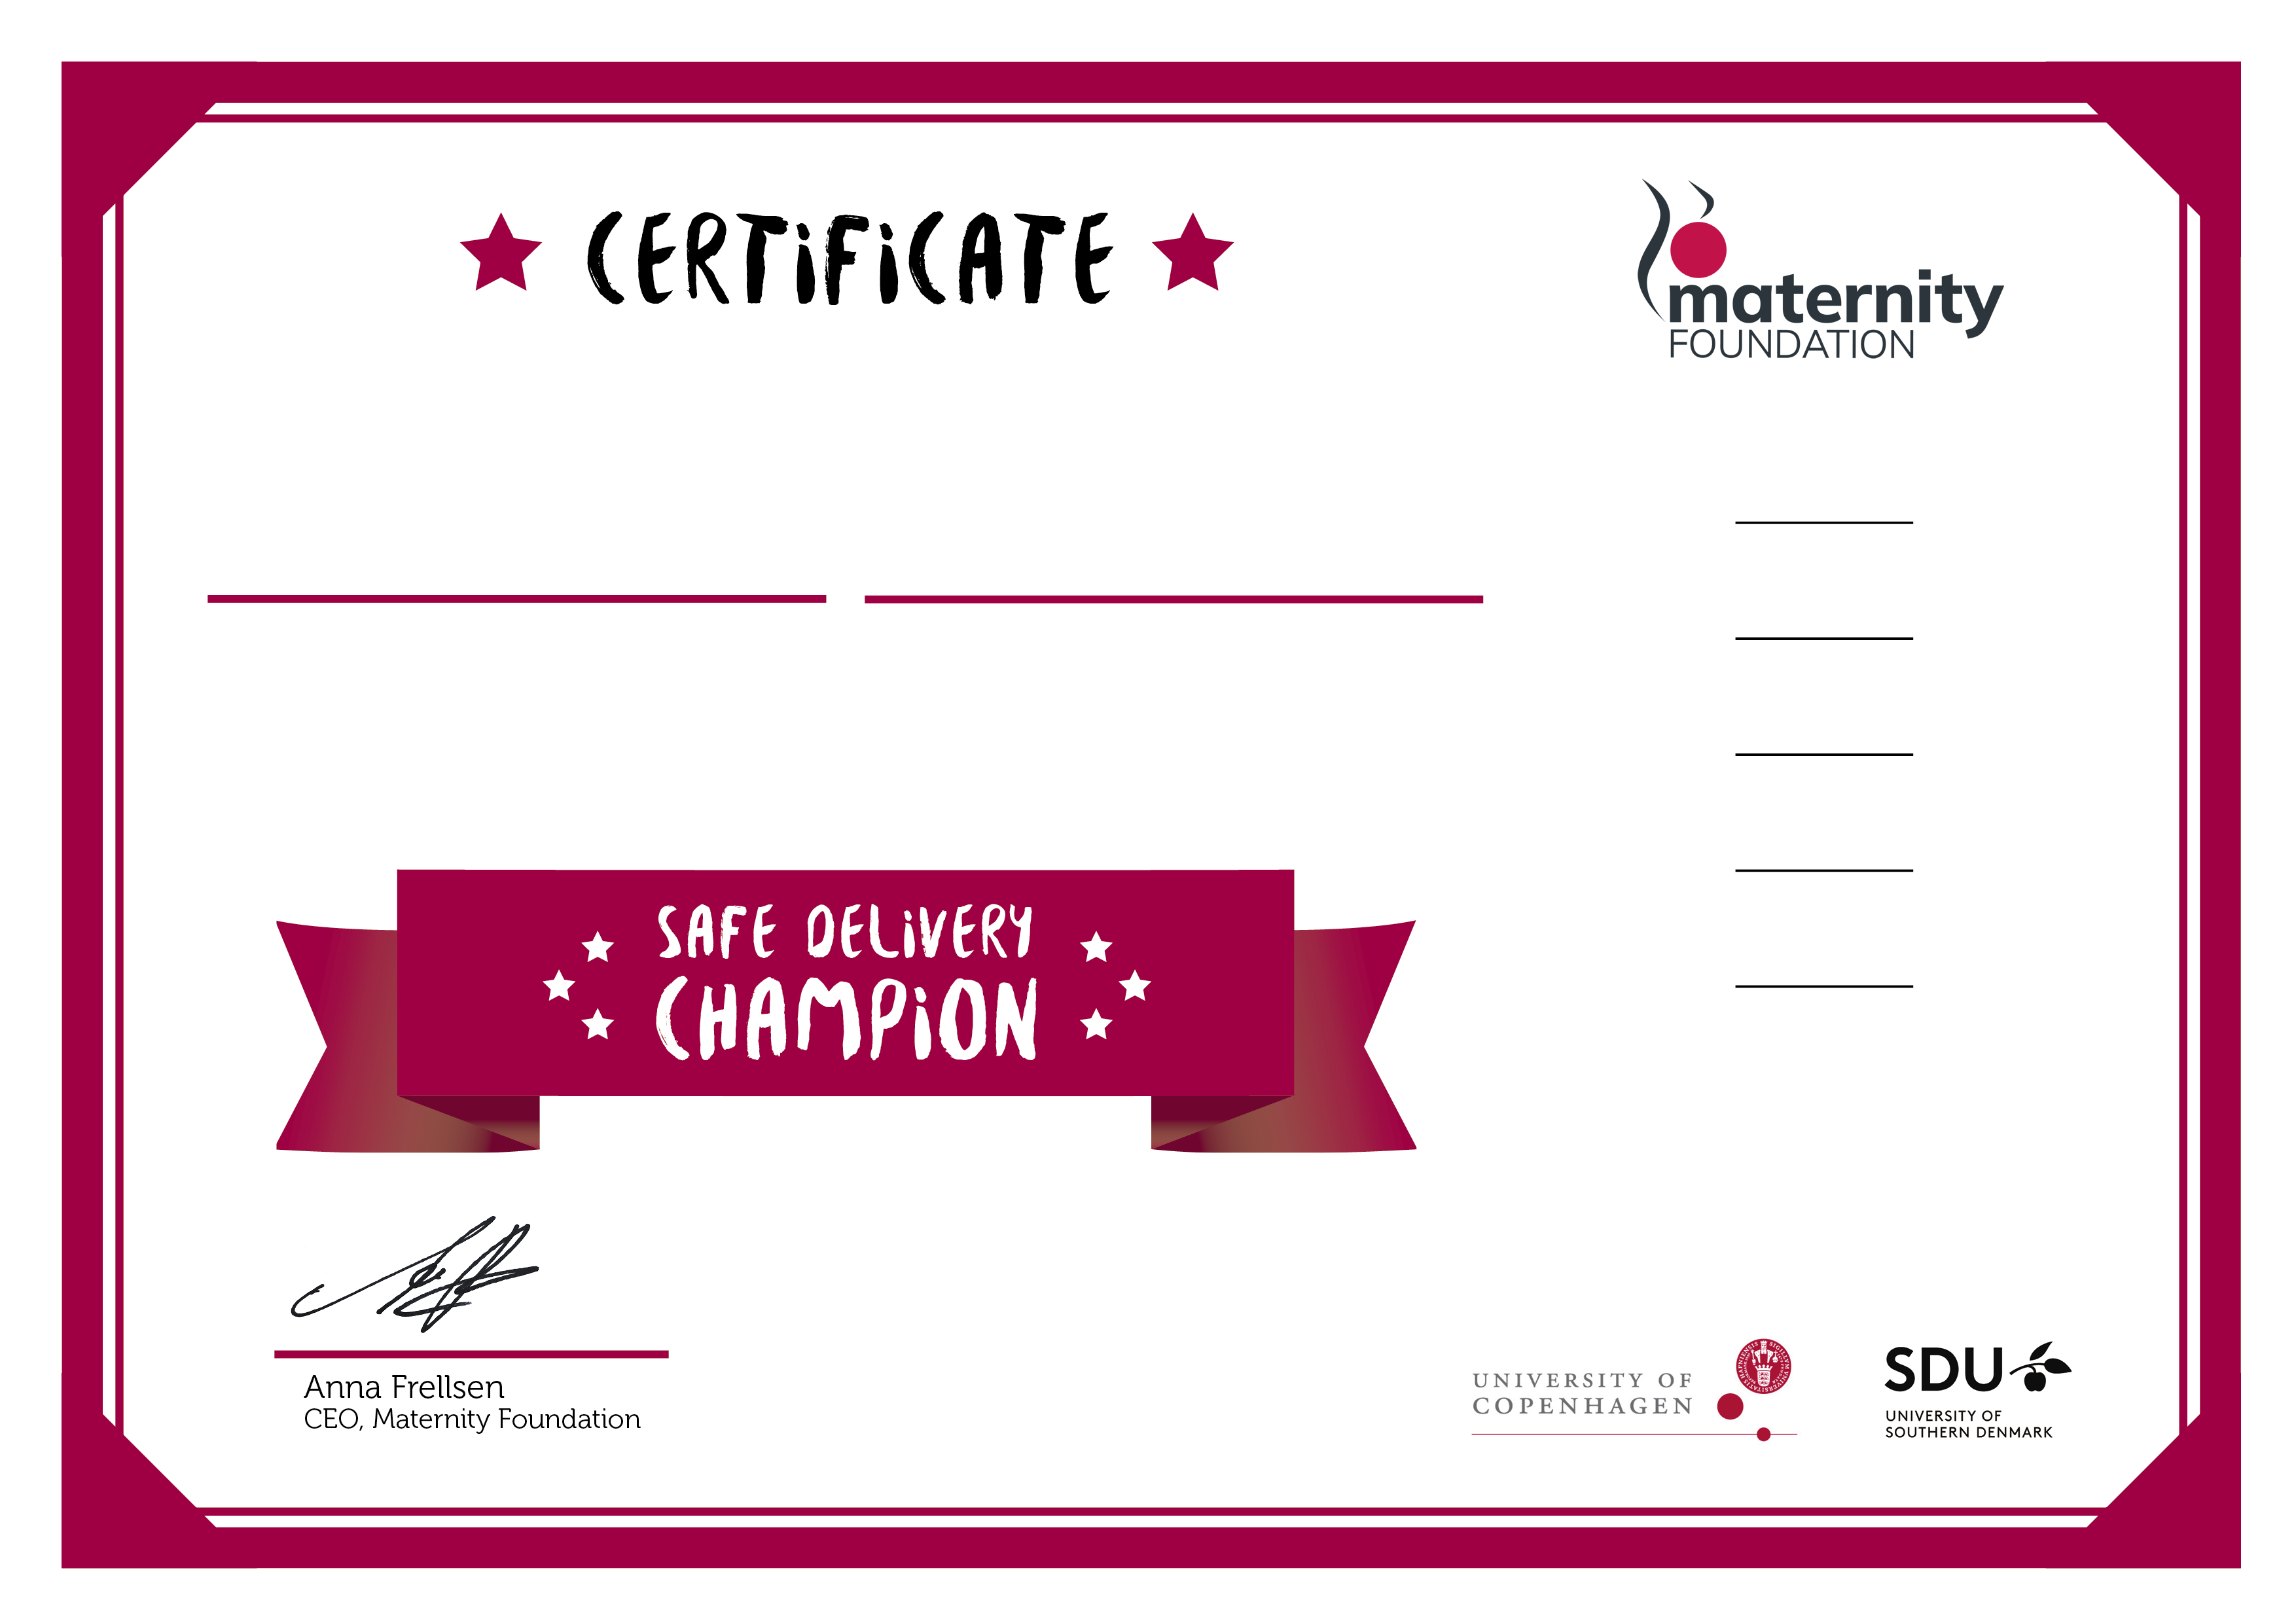 CERTiFiCATE
maternity
FOUNDATION
SAFE DELiVERY
CHAMPiON
Anna Frellsen
CEO, Maternity Foundation
UNIVERSITY OF
COPENHAGEN
SDU
UNIVERSITY OF
SOUTHERN DENMARK